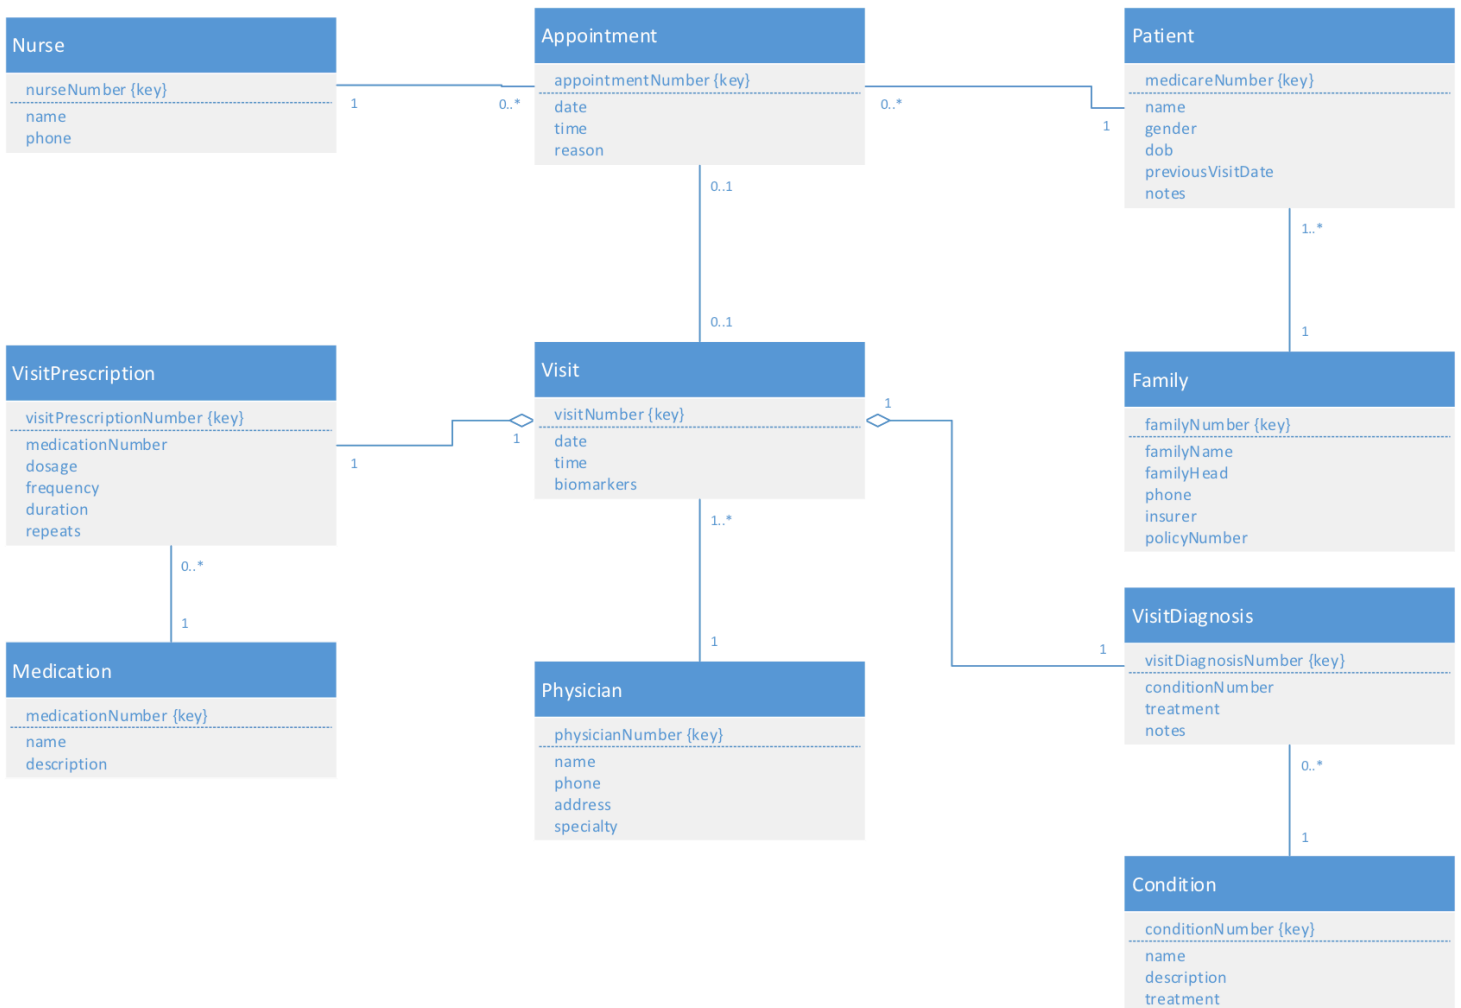 Nurse
nurseNumber {key}
name
phone
1
0..*
Appointment
appointmentNumber {key}
date
time
reason
0..*
1
Patient
medicareNumber {key}
name
gender
dob
previousVisitDate
notes
0..1
0..1
1..*
1
VisitPrescription
visitPrescriptionNumber {key}
medicationNumber
dosage
frequency
duration
repeats
1
1
Visit
visitNumber {key}
date
time
biomarkers
1
1
Family
familyNumber {key}
familyName
familyHead
phone
insurer
policyNumber
0..*
1
Medication
medicationNumber {key}
name
description
1..*
1
Physician
physicianNumber {key}
name
phone
address
specialty
VisitDiagnosis
visitDiagnosisNumber {key}
conditionNumber
treatment
notes
0..*
1
Condition
conditionNumber {key}
name
description
treatment